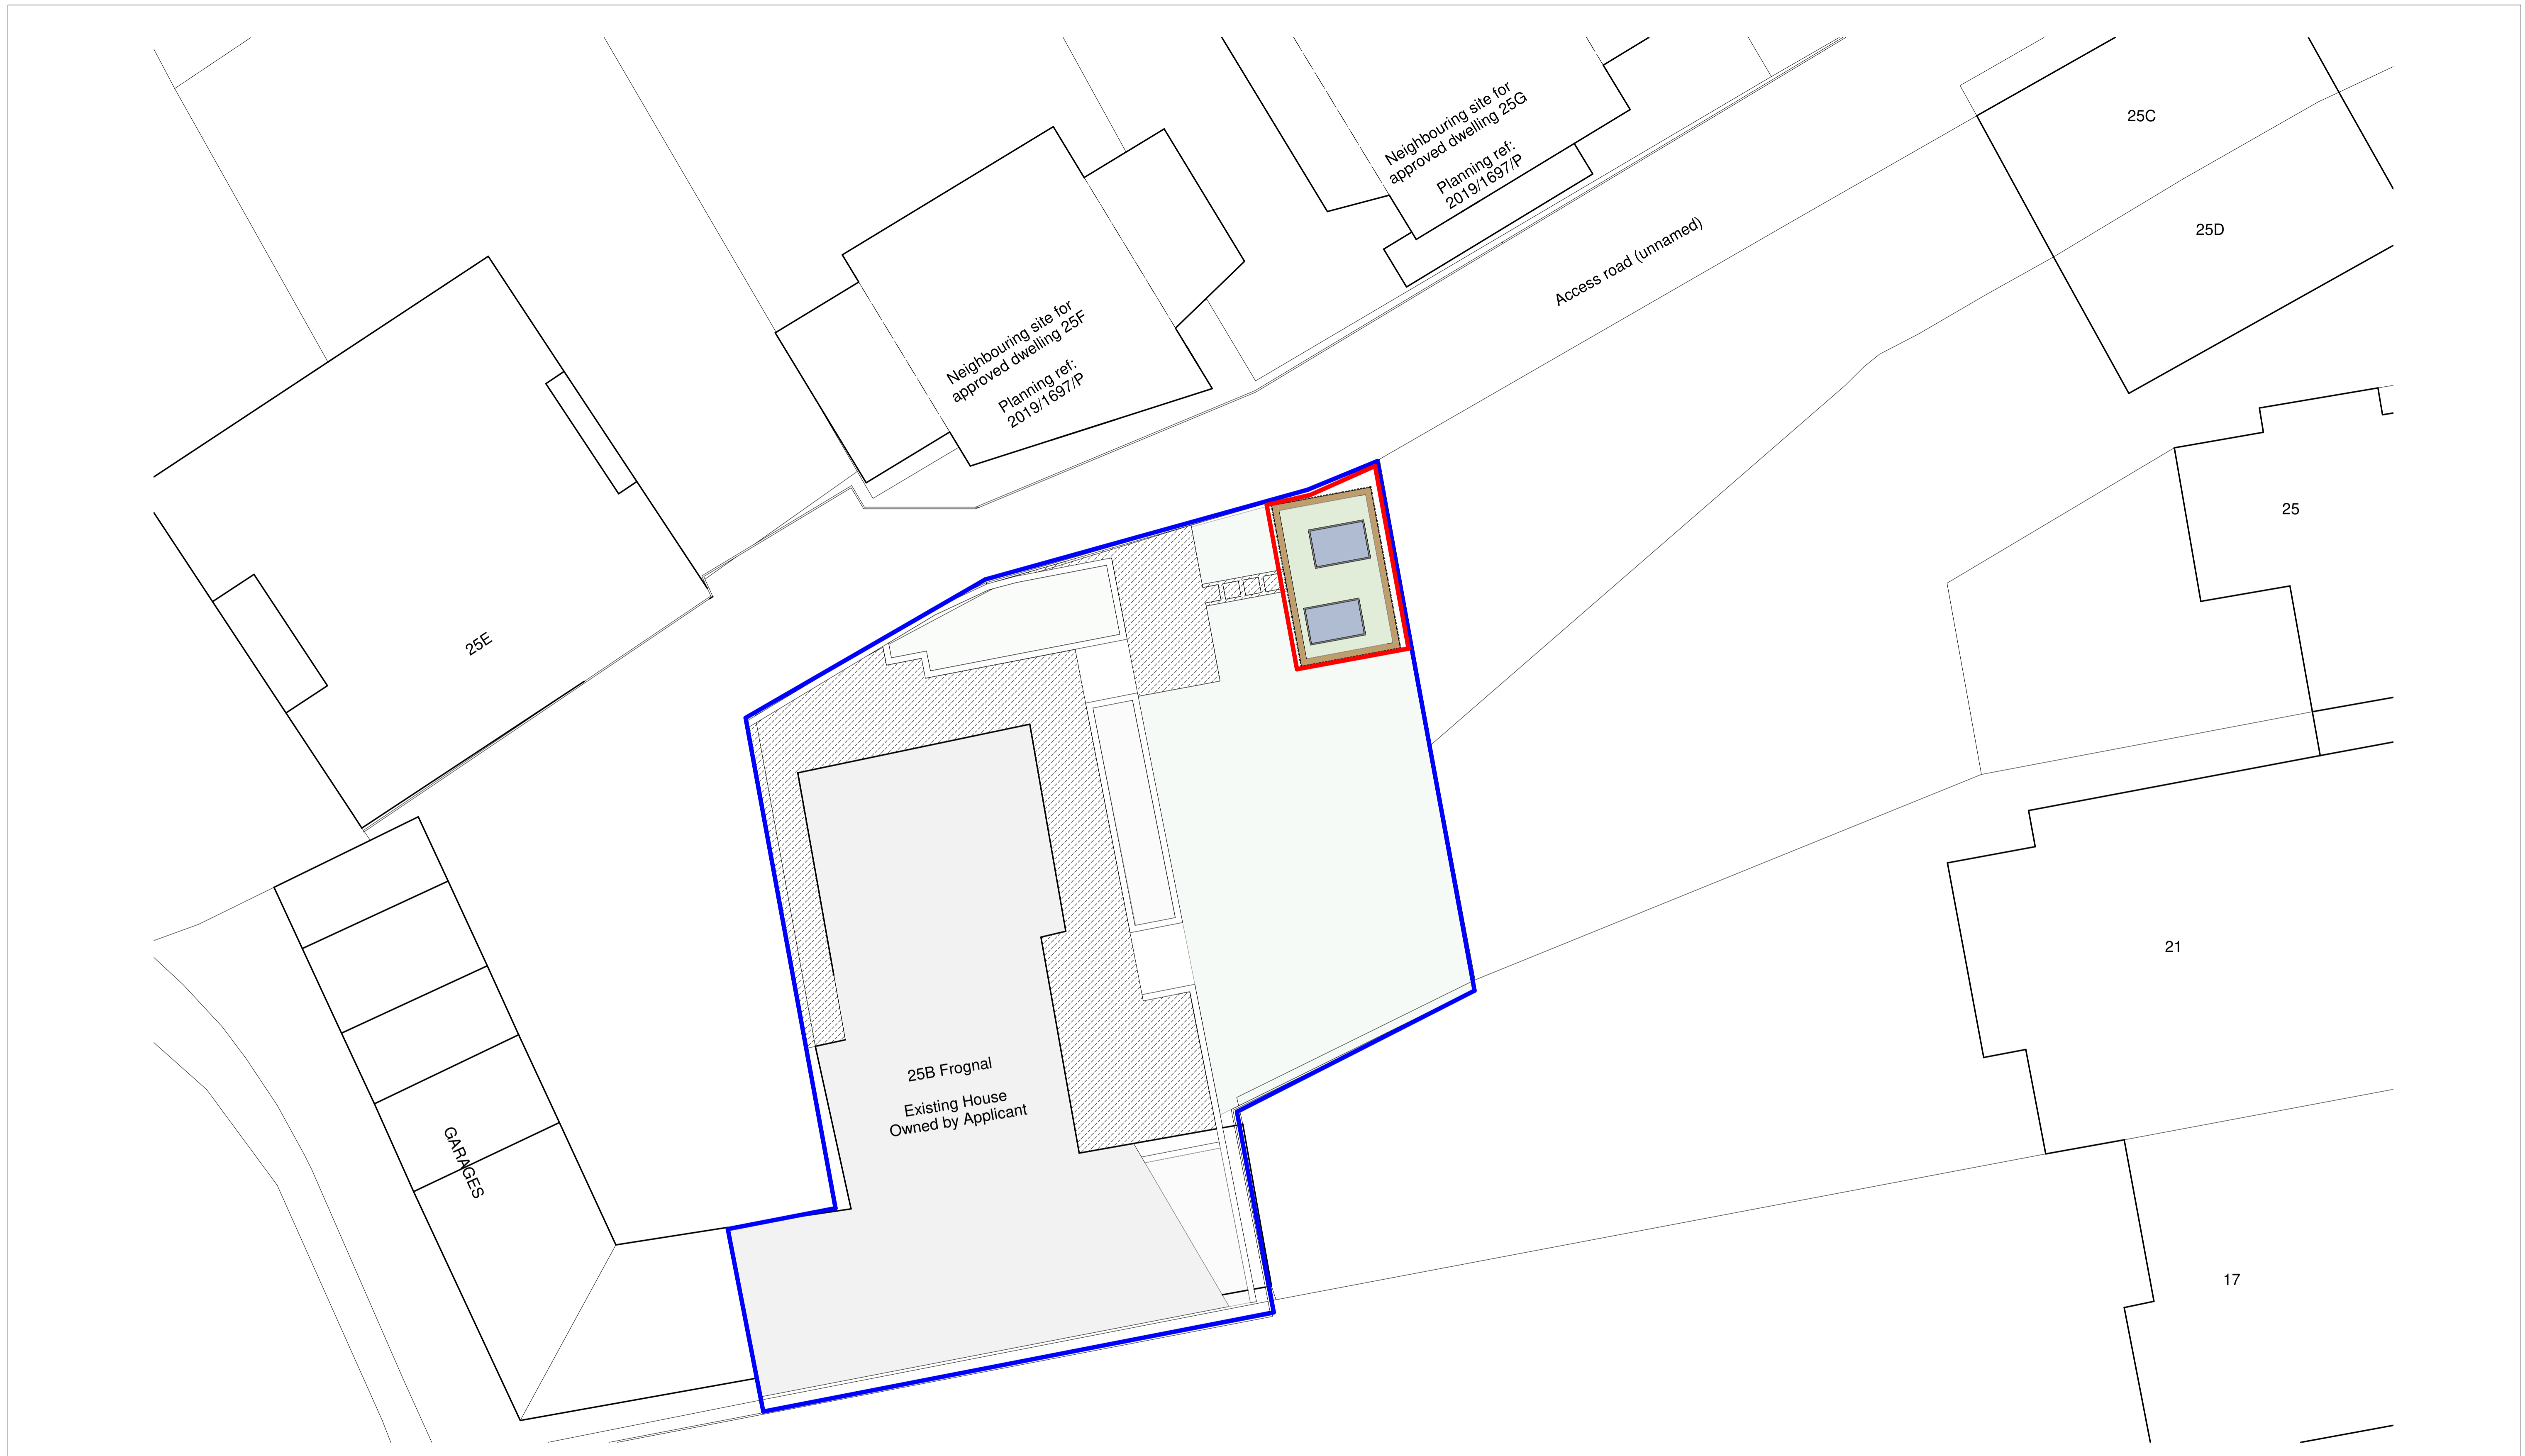 Neighbouring site for
approved dwelling 25G
Planning ref:
2019/1697/P
25C
25D
Access road (unnamed)
Neighbouring site for
approved dwelling 25F
Planning ref:
2019/1697/P
25
25E
21
25B Frognal
Existing House
Owned by Applicant
GARAGES
17